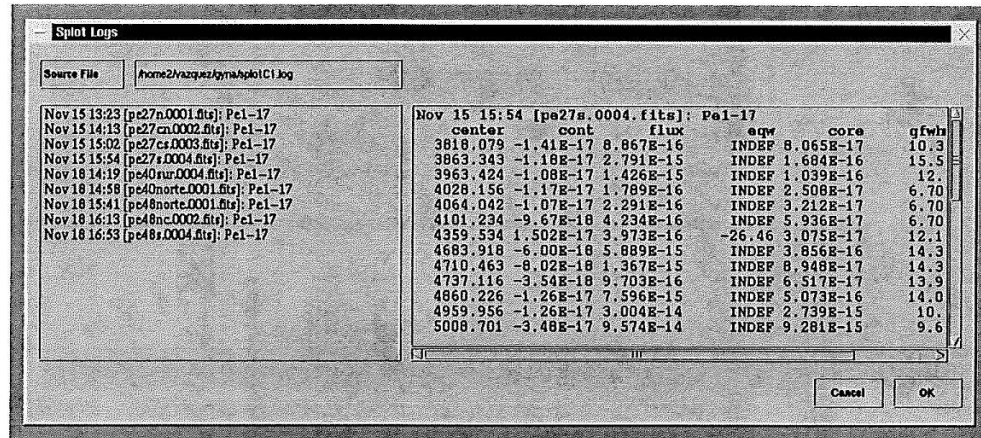 Splot Logs
Source File
/home2/vazquez/gyna/splotC1.log
Nov 15 13:23 [pe27n.0001.fits]: Pe1-17
Nov 15 14:13 [pe27cn.0002.fits]: Pe1-17
Nov 15 15:02 [pe27cs.0003.fits]: Pe1-17
Nov 15 15:54 [pe27s.0004.fits]: Pe1-17
Nov 18 14:19 [pe40sur.0004.fits]: Pe1-17
Nov 18 14:58 [pe40norte.0001.fits]: Pe1-17
Nov 18 15:41 [pe48norte.0001.fits]: Pe1-17
Nov 18 16:13 [pe48nc.0002.fits]: Pe1-17
Nov 18 16:53 [pe48s.0004.fits]: Pe1-17
Nov 15 15:54 [pe27s.0004.fits]: Pe1-17
center cont flux eqw core gfwh
3818.079 -1.41E-17 8.867E-16 INDEF 8.065E-17 10.3
3863.343 -1.18E-17 2.791E-15 INDEF 1.684E-16 15.5
3963.424 -1.08E-17 1.426E-15 INDEF 1.039E-16 12.
4028.156 -1.17E-17 1.789E-16 INDEF 2.508E-17 6.70
4064.042 -1.07E-17 2.291E-16 INDEF 3.212E-17 6.70
4101.234 -9.67E-18 4.234E-16 INDEF 5.936E-17 6.70
4359.534 1.502E-17 3.973E-16 -26.46 3.075E-17 12.1
4683.918 -6.00E-18 5.889E-15 INDEF 3.856E-16 14.3
4710.463 -8.02E-18 1.367E-15 INDEF 8.948E-17 14.3
4737.116 -3.54E-18 9.703E-16 INDEF 6.517E-17 13.9
4860.226 -1.26E-17 7.596E-15 INDEF 5.073E-16 14.0
4959.956 -1.26E-17 3.004E-14 INDEF 2.739E-15 10.
5008.701 -3.48E-17 9.574E-14 INDEF 9.281E-15 9.6
Cancel
OK